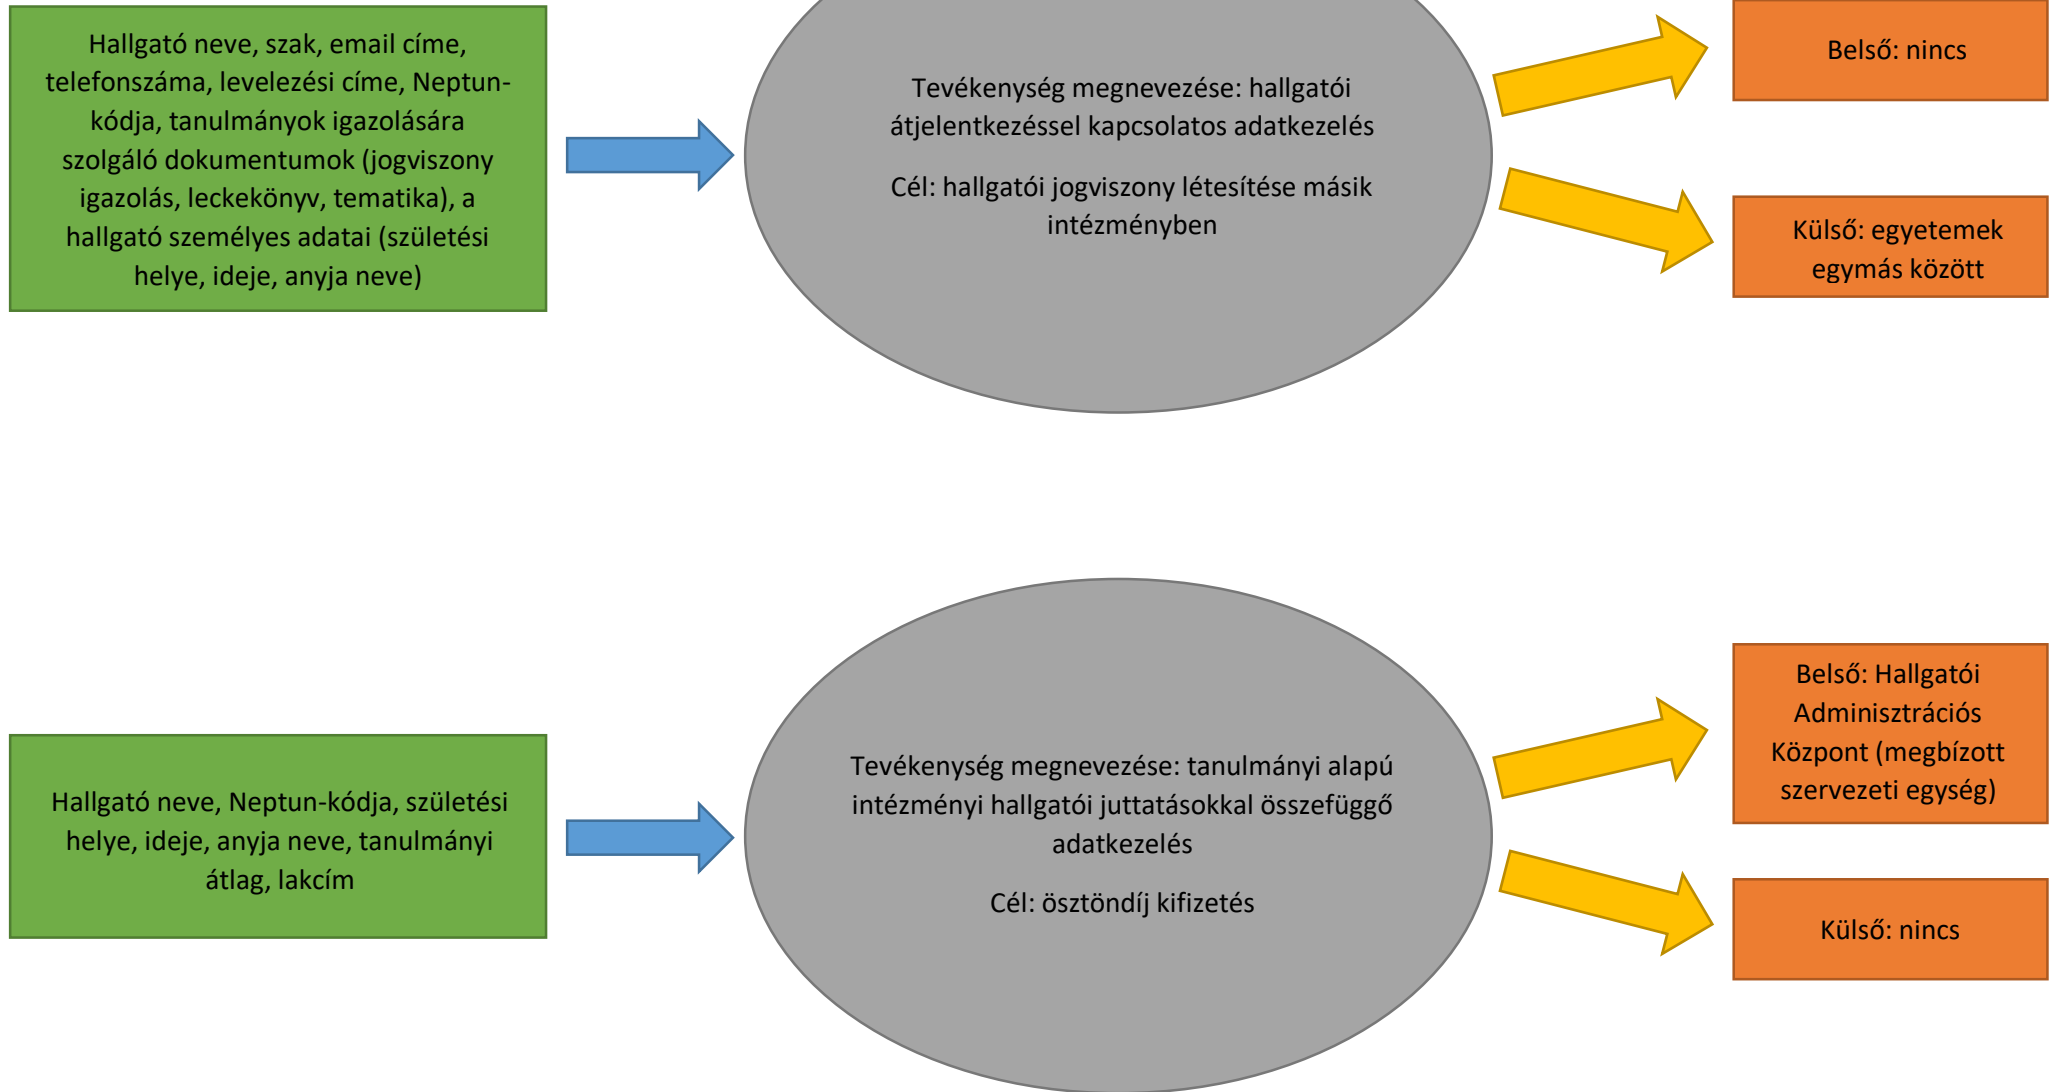 Hallgató neve, szak, email címe,
telefonszáma, levelezési címe, Neptun-
kódja, tanulmányok igazolására
szolgáló dokumentumok (jogviszony
igazolás, leckekönyv, tematika), a
hallgató személyes adatai (születési
helye, ideje, anyja neve)
Tevékenység megnevezése: hallgatói
átjelentkezéssel kapcsolatos adatkezelés
Cél: hallgatói jogviszony létesítése másik
intézményben
Belső: nincs
Külső: egyetemek
egymás között
Hallgató neve, Neptun-kódja, születési
helye, ideje, anyja neve, tanulmányi
átlag, lakcím
Tevékenység megnevezése: tanulmányi alapú
intézményi hallgatói juttatásokkal összefüggő
adatkezelés
Cél: ösztöndíj kifizetés
Belső: Hallgatói
Adminisztrációs
Központ (megbízott
szervezeti egység)
Külső: nincs